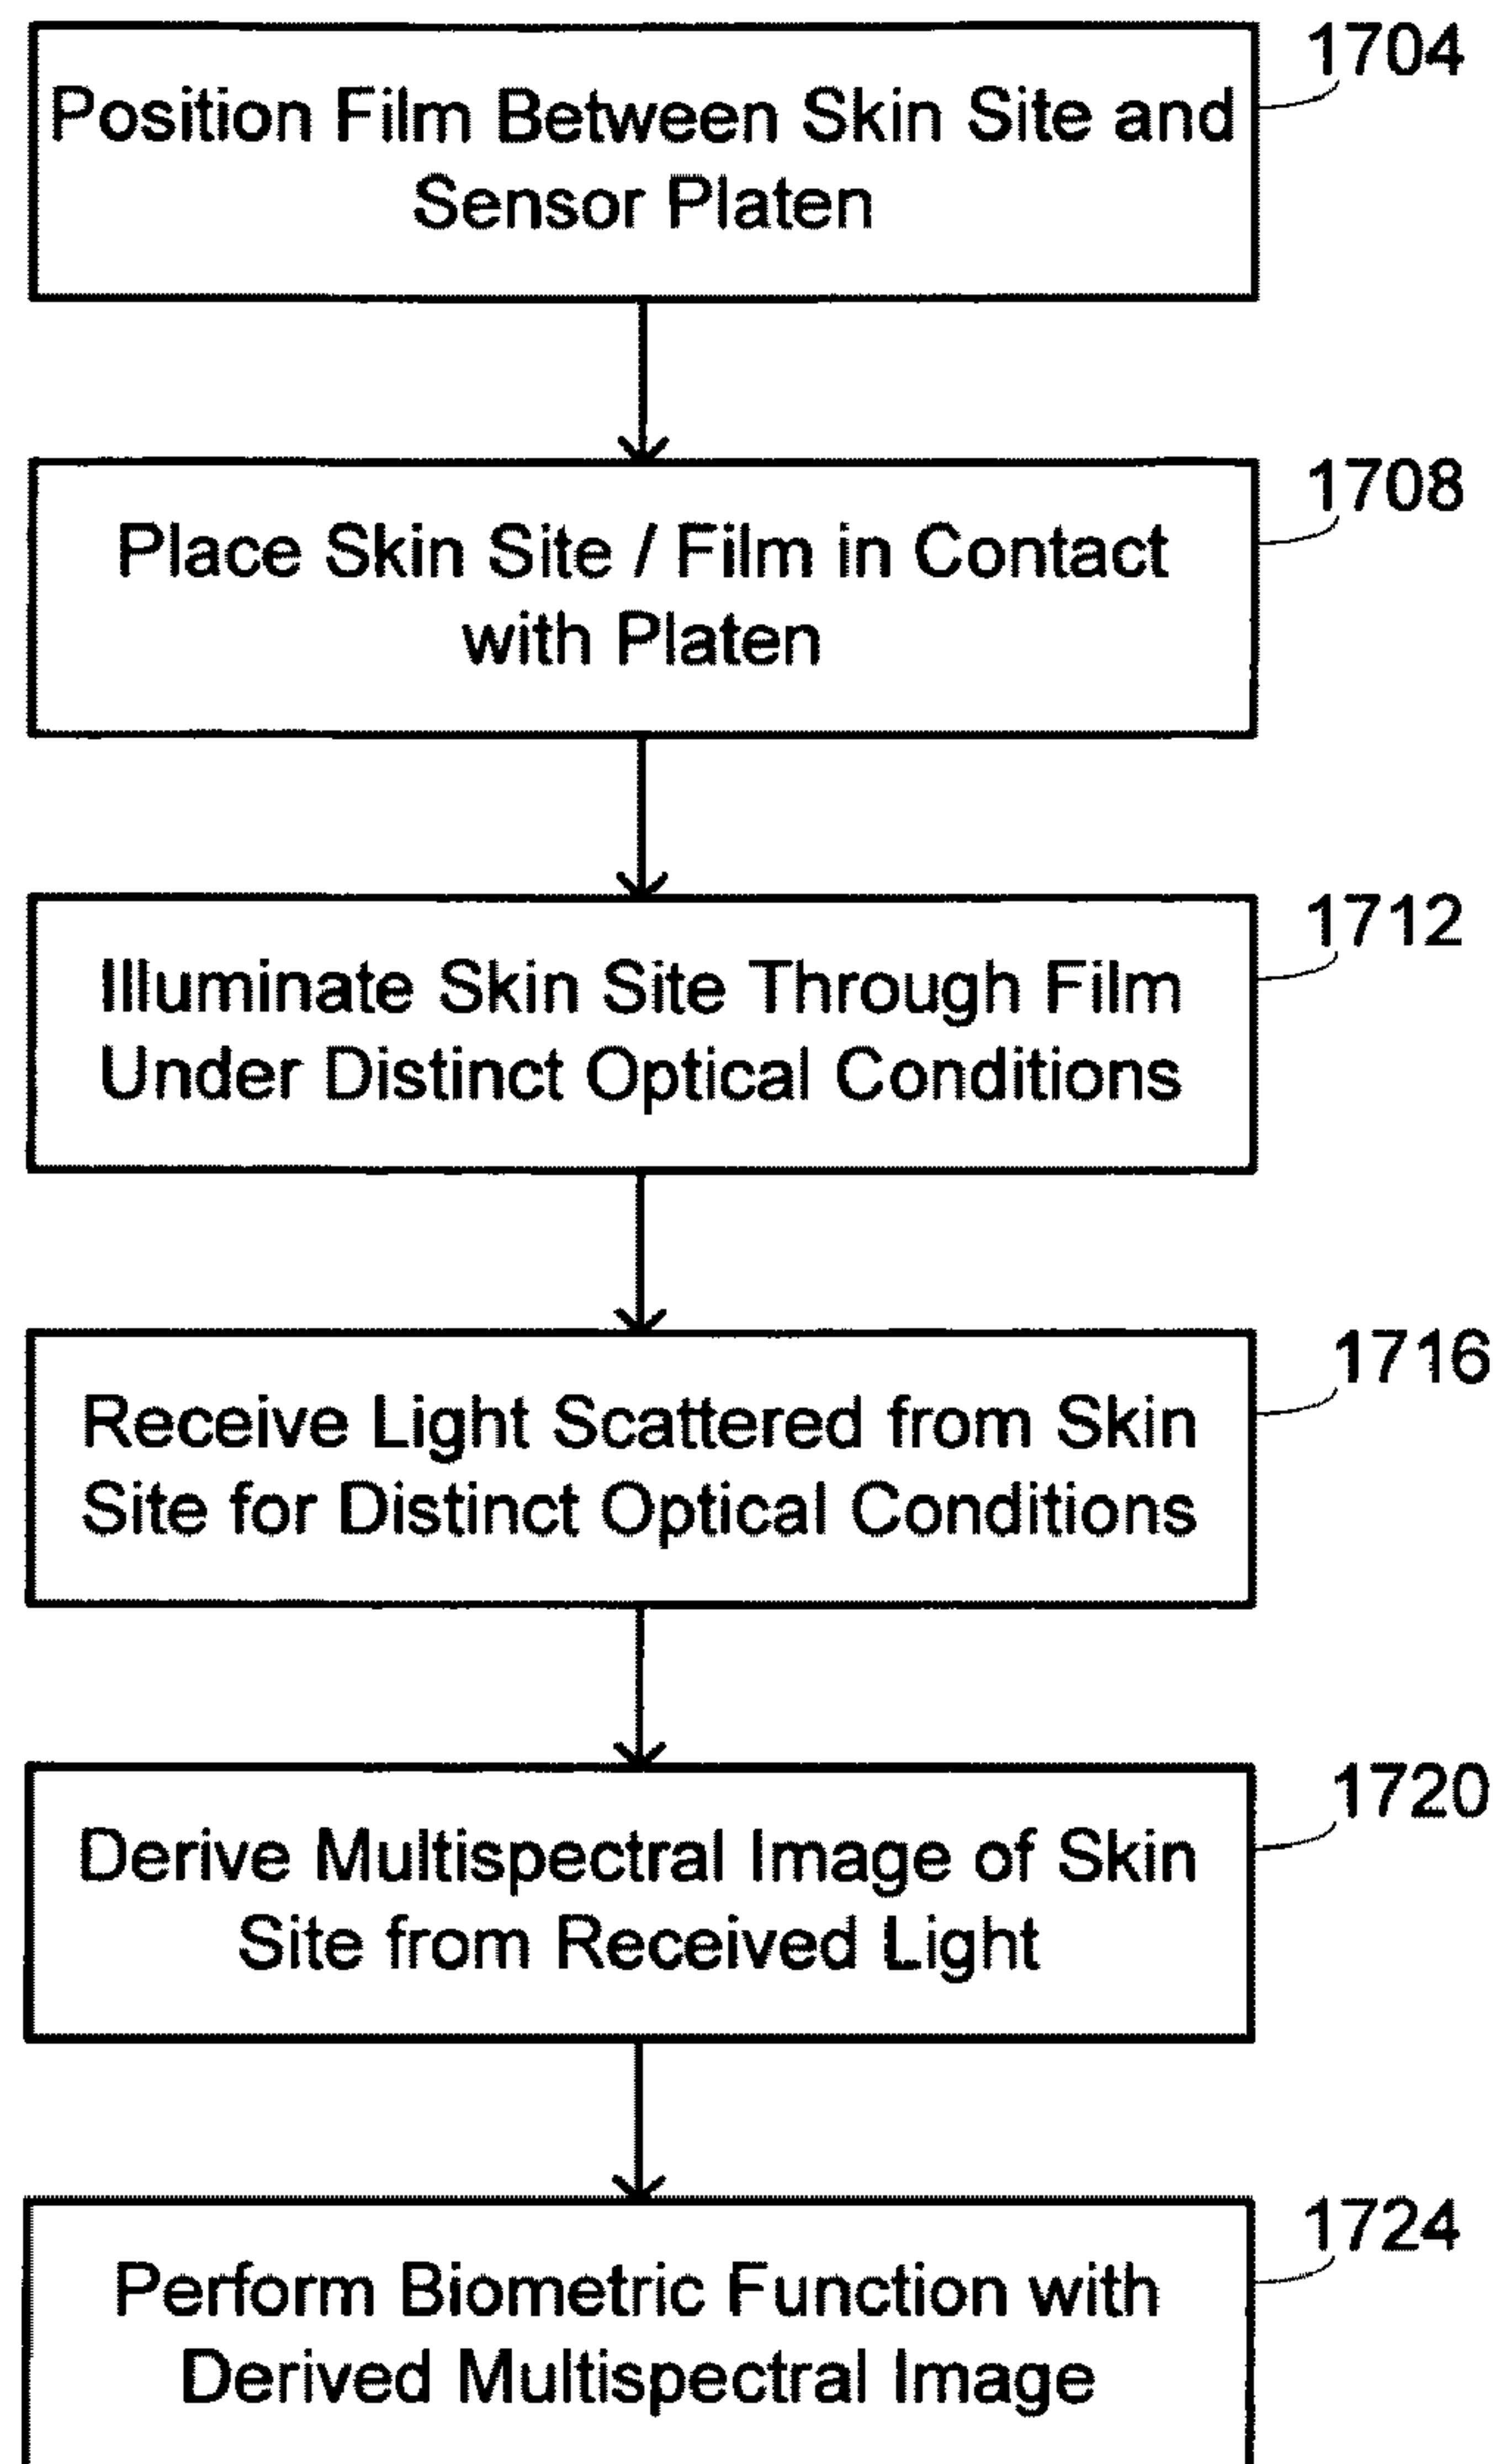 1704
Position Film Between Skin Site and
Sensor Platen
1708
Place Skin Site / Film in Contact
with Platen
1712
Illuminate Skin Site Through Film
Under Distinct Optical Conditions
1716
Receive Light Scattered from Skin
Site for Distinct Optical Conditions
1720
Derive Multispectral Image of Skin
Site from Received Light
1724
Perform Biometric Function with
Derived Multispectral Image